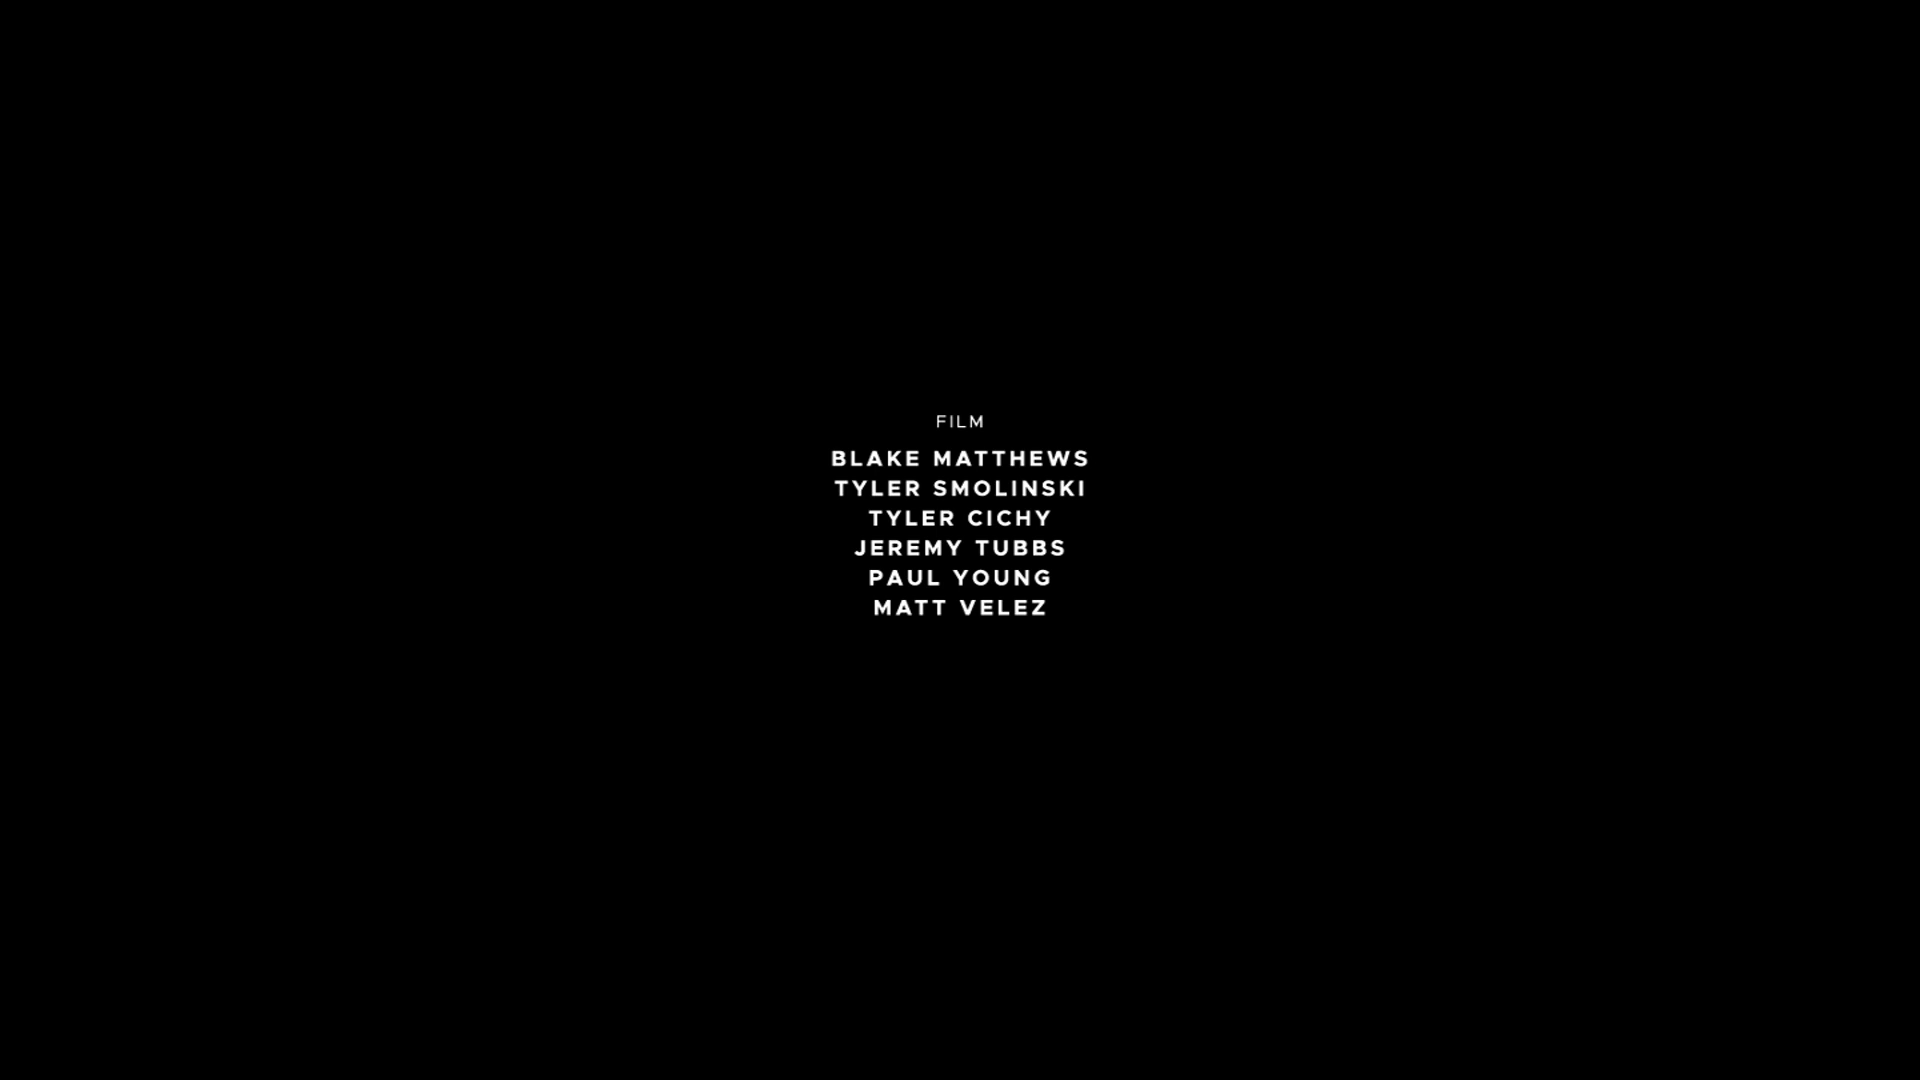 FILM
BLAKE MATTHEWS
TYLER SMOLINSKI
TYLER CICHY
JEREMY TUBBS
PAUL YOUNG
MATT VELEZ